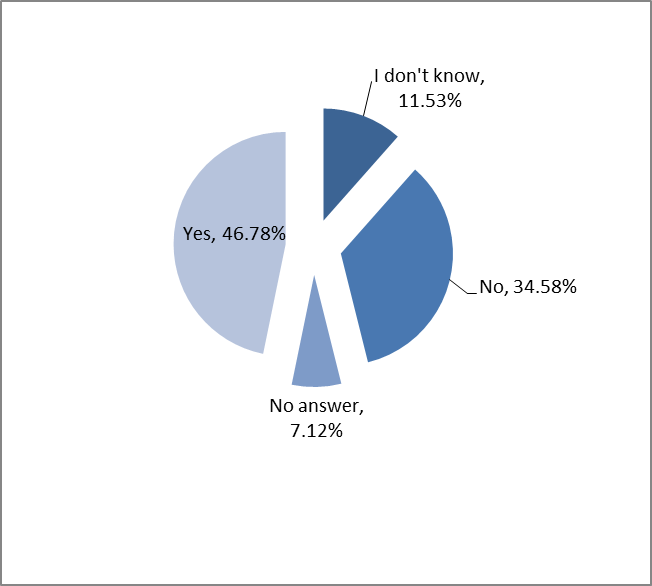 I don't know,
11.53%
Yes, 46.78%
No, 34.58%
No answer,
7.12%